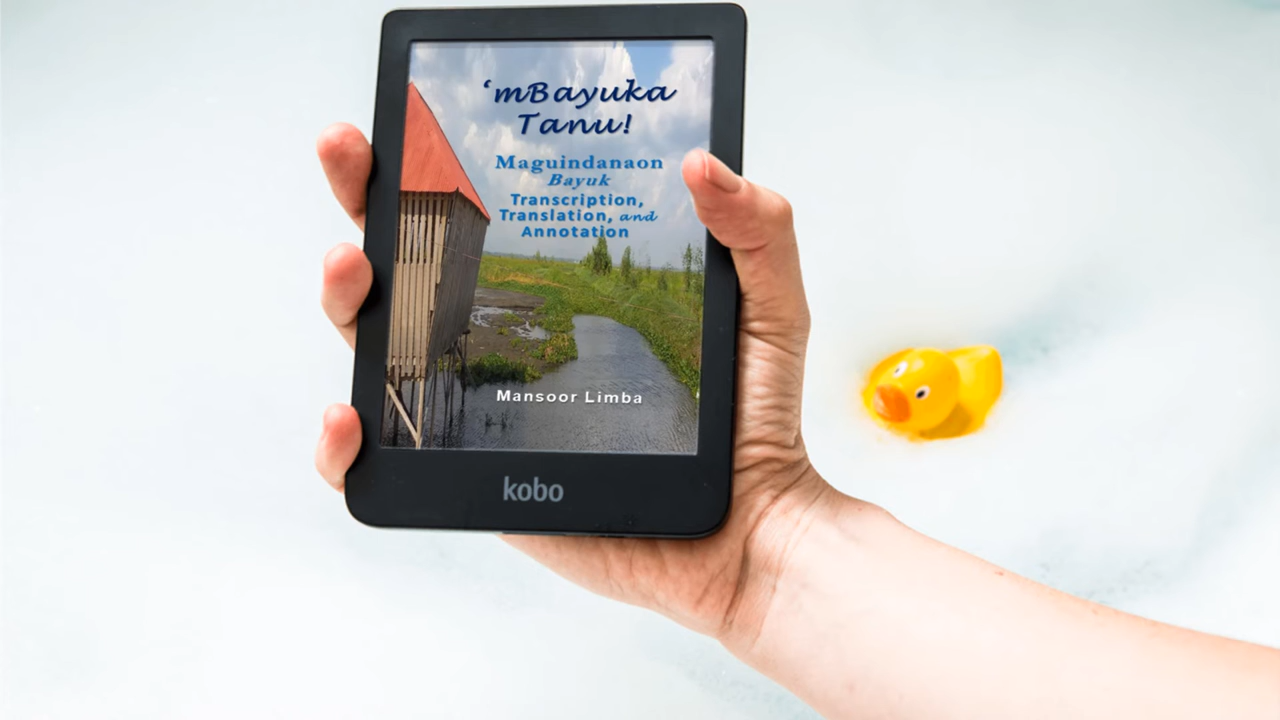 ‘mBayuka
Tanu!
Maguindanaon
Bayuk
Transcription,
Translation, and
Annotation
Mansoor Limba
kobo